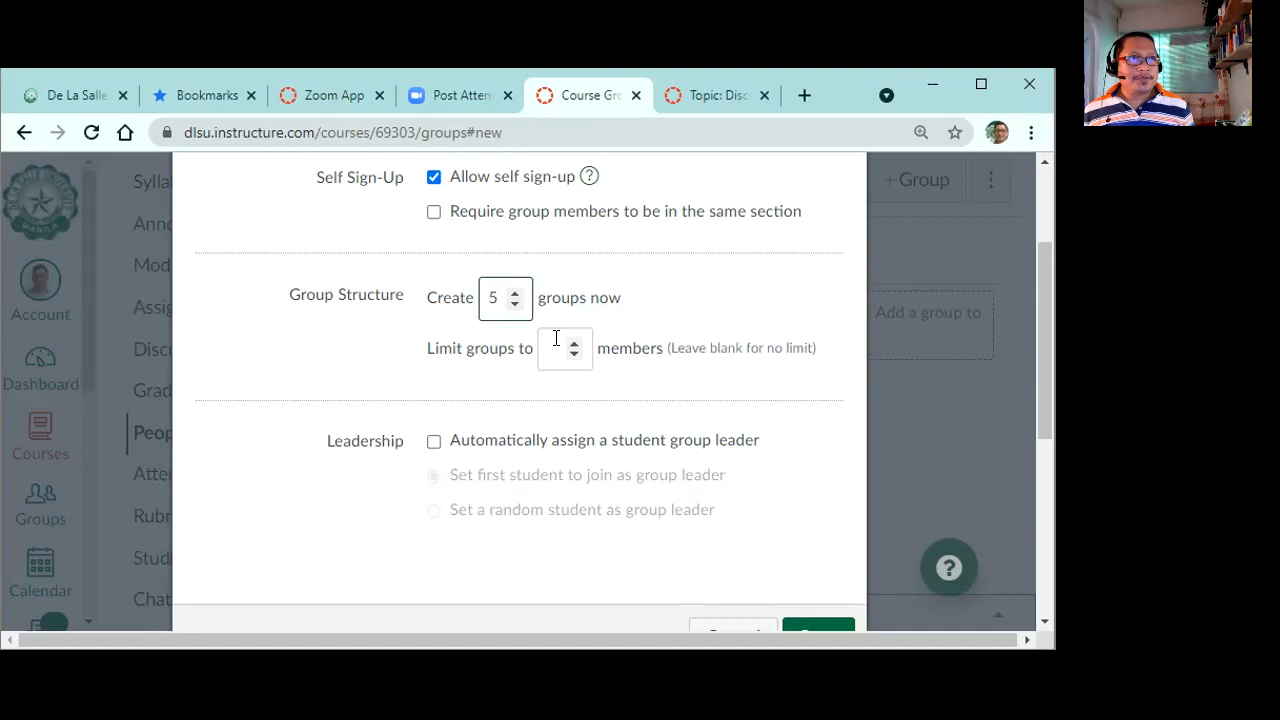 De La Salle
Bookmarks
Zoom App
Post Atten
Course Gro
Topic: Disc
dlsu.instructure.com/courses/69303/groups#new
Account
Dashboard
Courses
Groups
Calendar
Sylla
Anno
Mod
Assig
Discu
Grad
Peop
Atten
Rubr
Studi
Chat
+Group
Add a group to
Self Sign-Up
Allow self sign-up ?
Require group members to be in the same section
Group Structure
Create 5 groups now
Limit groups to members (Leave blank for no limit)
Leadership
Automatically assign a student group leader
Set first student to join as group leader
Set a random student as group leader
?